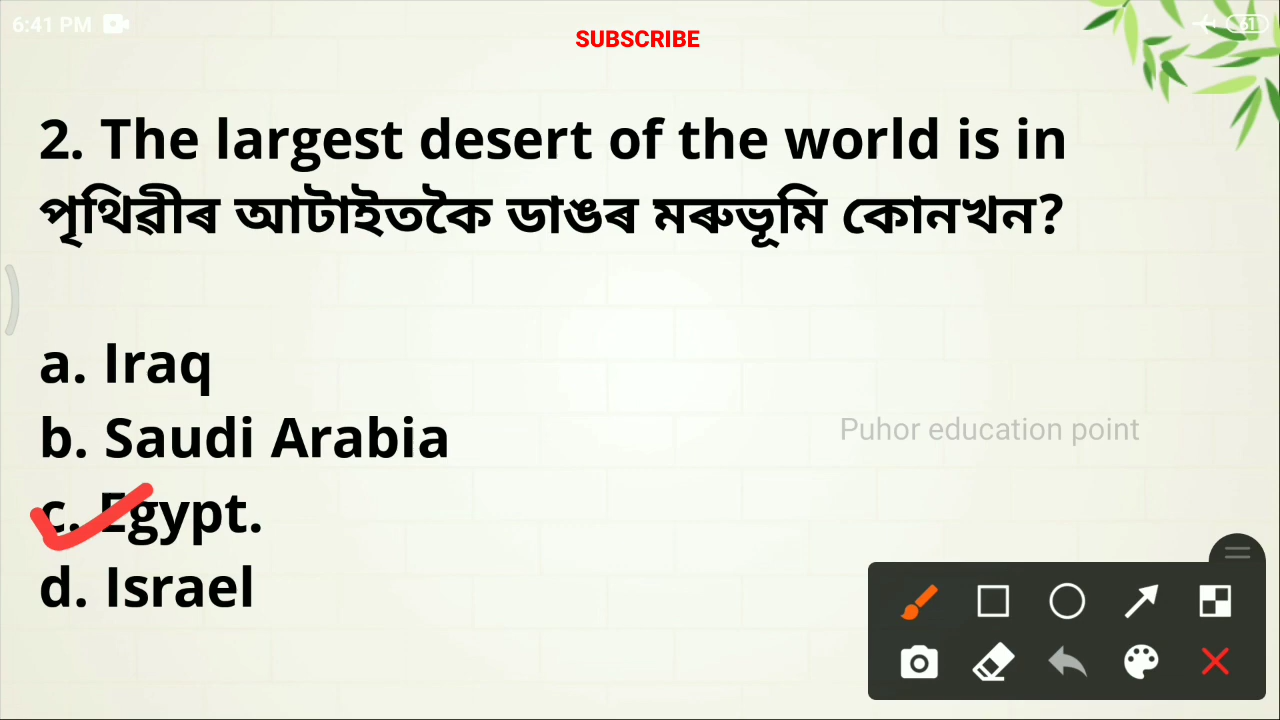 6:41 PM
61
SUBSCRIBE
2. The largest desert of the world is in
পৃথিৱীৰ আটাইতকৈ ডাঙৰ মৰুভূমি কোনখন?
a. Iraq
b. Saudi Arabia
Puhor education point
c. Egypt.
d. Israel